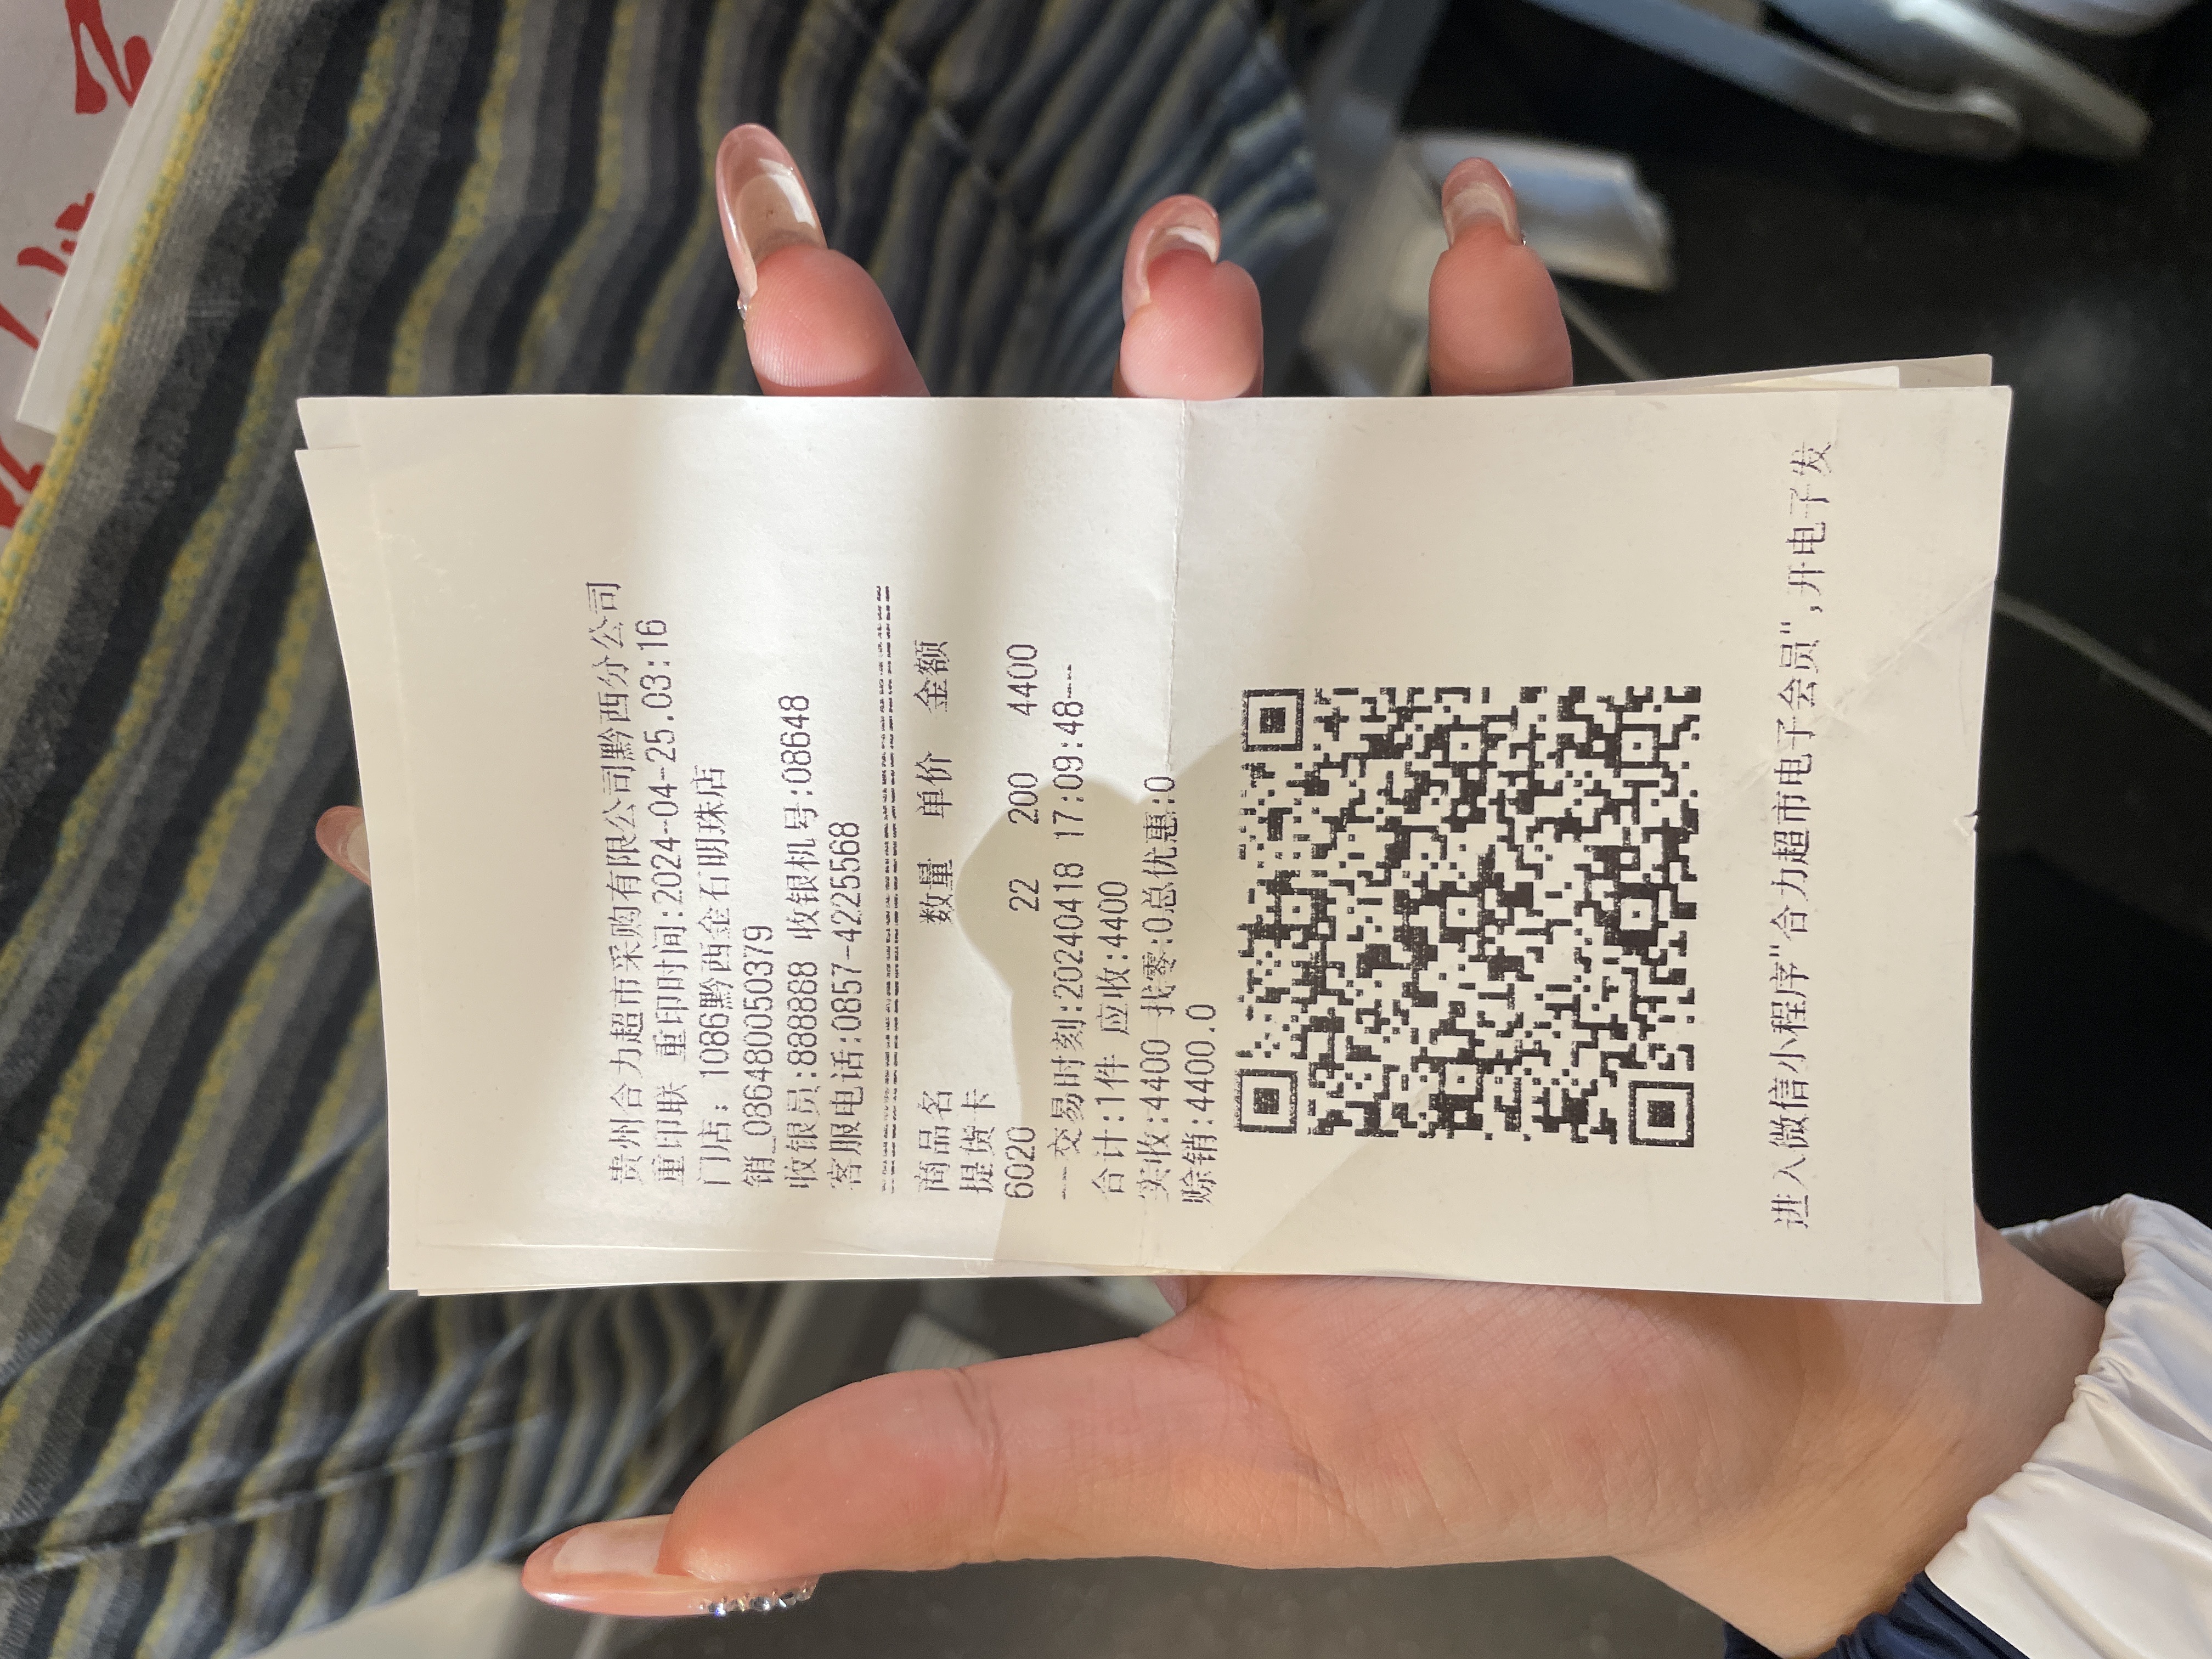 贵州合力超市采购有限公司黔西分公司
重印联 重印时间:2024-04-25.03:16
门店: 1086黔西金石明珠店
销_086480050379
收银员:888888 收银机号:08648
客服电话:0857-4225568
商品名 数量 单价 金额
提货卡
6020 22 200 4400
--交易时刻:20240418 17:09:48--
合计:1件 应收:4400
实收:4400 找零:0总优惠:0
赊销:4400.0
进入微信小程序"合力超市电子会员",开电子发